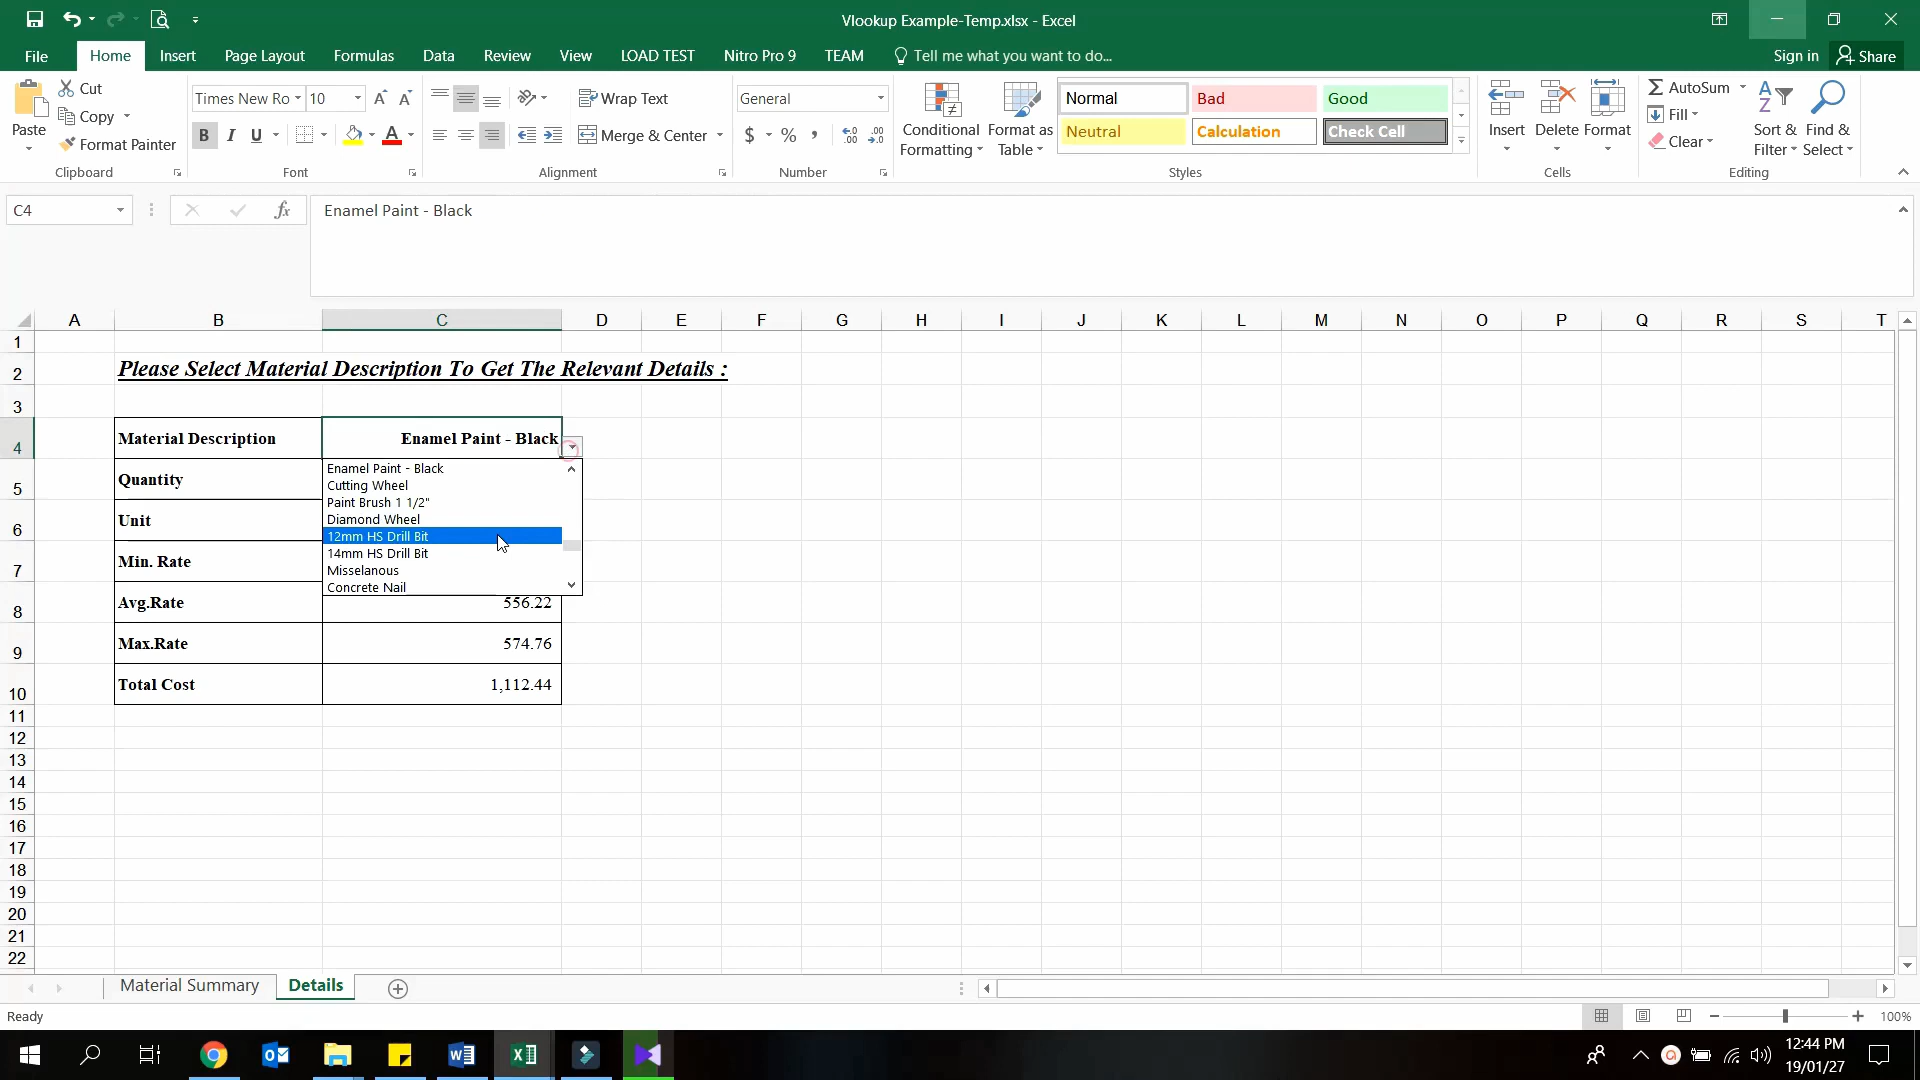 Vlookup Example-Temp.xlsx - Excel
File Home Insert Page Layout Formulas Data Review View LOAD TEST Nitro Pro 9 TEAM Tell me what you want to do... Sign in Share
Paste
Cut
Copy
Format Painter
Clipboard
Times New Ro 10
B I U
Font
Wrap Text
Merge & Center
Alignment
General
$ % ,
Number
Conditional Formatting
Format as Table
Normal Bad Good
Neutral Calculation Check Cell
Styles
Insert Delete Format
Cells
AutoSum
Fill
Clear
Sort & Filter
Find & Select
Editing
C4 fx Enamel Paint - Black
A B C D E F G H I J K L M N O P Q R S T
1
2 Please Select Material Description To Get The Relevant Details :
3
4 Material Description Enamel Paint - Black
5 Quantity
6 Unit
7 Min. Rate
Enamel Paint - Black
Cutting Wheel
Paint Brush 1 1/2"
Diamond Wheel
12mm HS Drill Bit
14mm HS Drill Bit
Misselanous
Concrete Nail
8 Avg.Rate 556.22
9 Max.Rate 574.76
10 Total Cost 1,112.44
11
12
13
14
15
16
17
18
19
20
21
22
Material Summary Details
Ready 100%
12:44 PM
19/01/27